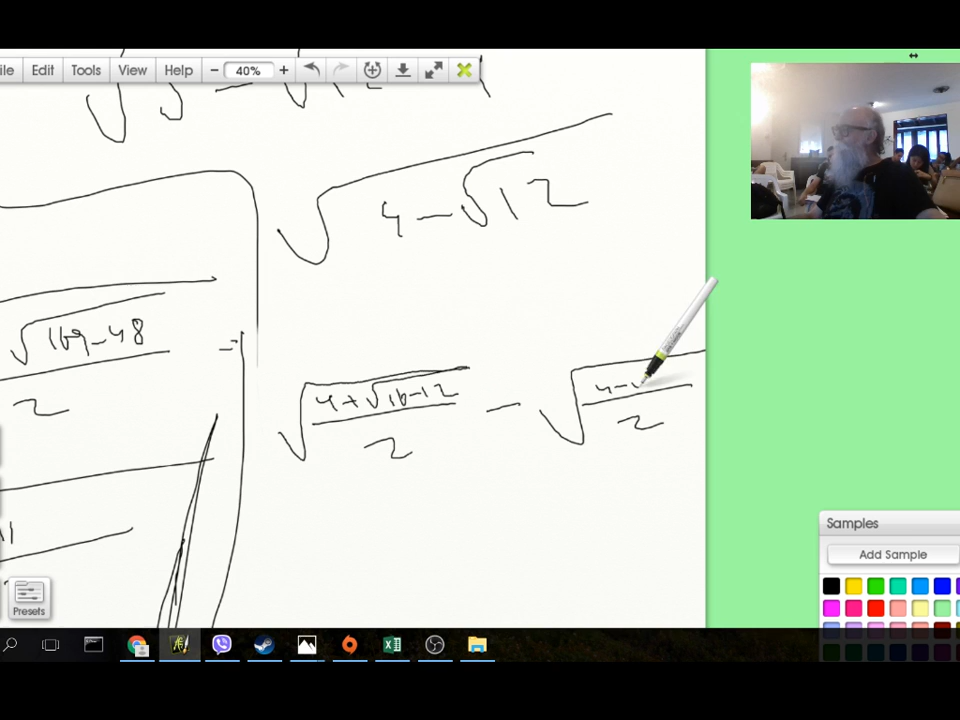 ile Edit Tools View Help - 40% +
√(4-√12)
√(169-48)
2
√((4+√(16-12))/2) - √((4-√)/2)
Samples
Add Sample
Presets